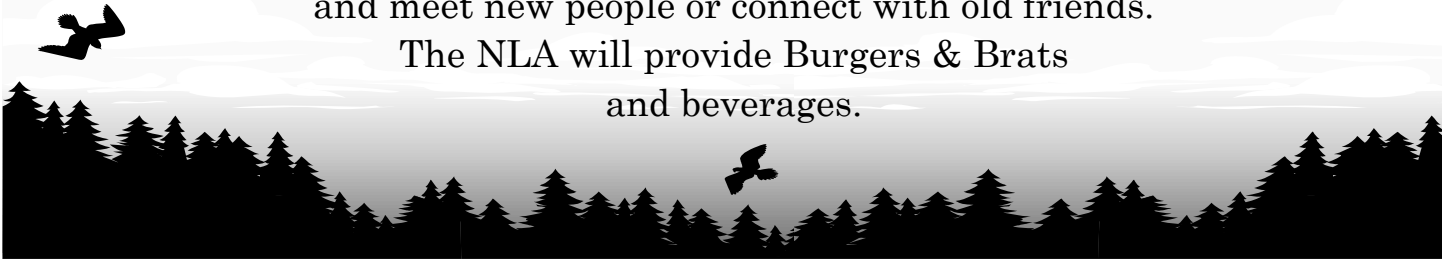 and meet new people or connect with old friends.
The NLA will provide Burgers & Brats
and beverages.